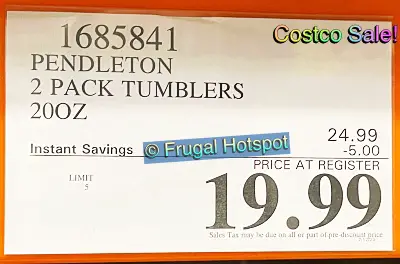 Costco Sale!
1685841
PENDLETON
2 PACK TUMBLERS
20OZ
24.99
Instant Savings -5.00
© Frugal Hotspot
PRICE AT REGISTER
LIMIT
5
19.99
Sales Tax may be due on all or part of pre-discount price